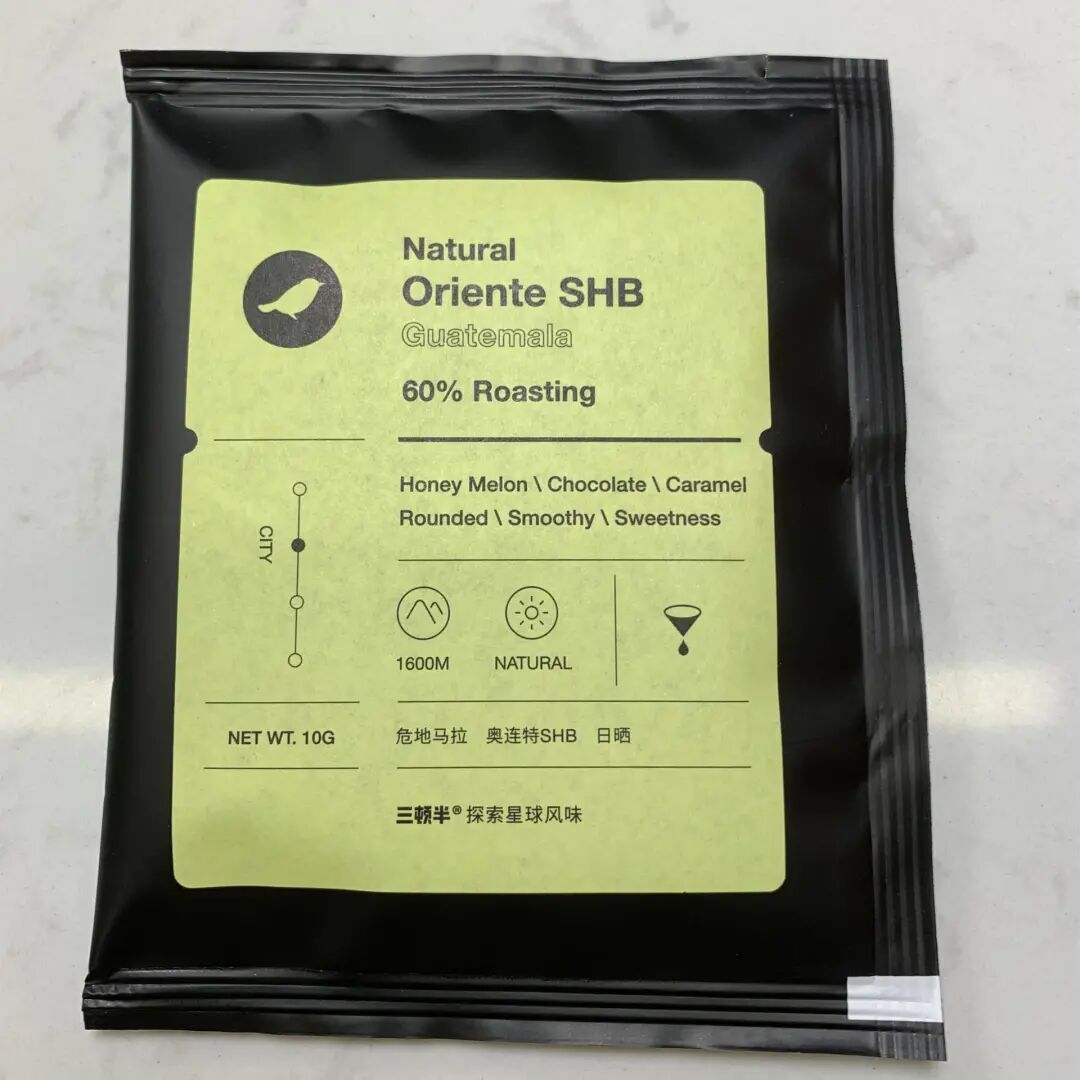 Natural
Oriente SHB
Guatemala
60% Roasting
Honey Melon \ Chocolate \ Caramel
Rounded \ Smoothy \ Sweetness
CITY
1600M
NATURAL
NET WT. 10G
危地马拉 奥连特SHB 日晒
三顿半® 探索星球风味